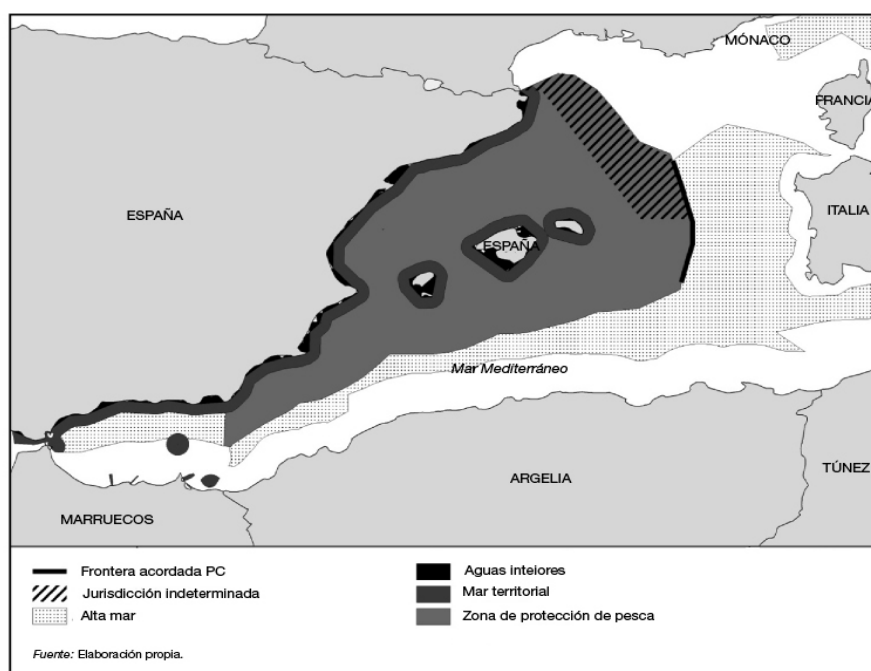 MÓNACO
FRANCIA
ESPAÑA
ITALIA
ESPAÑA
Mar Mediterráneo
ARGELIA
TÚNEZ
MARRUECOS
Frontera acordada PC
Jurisdicción indeterminada
Alta mar
Aguas inteiores
Mar territorial
Zona de protección de pesca
Fuente: Elaboración propia.